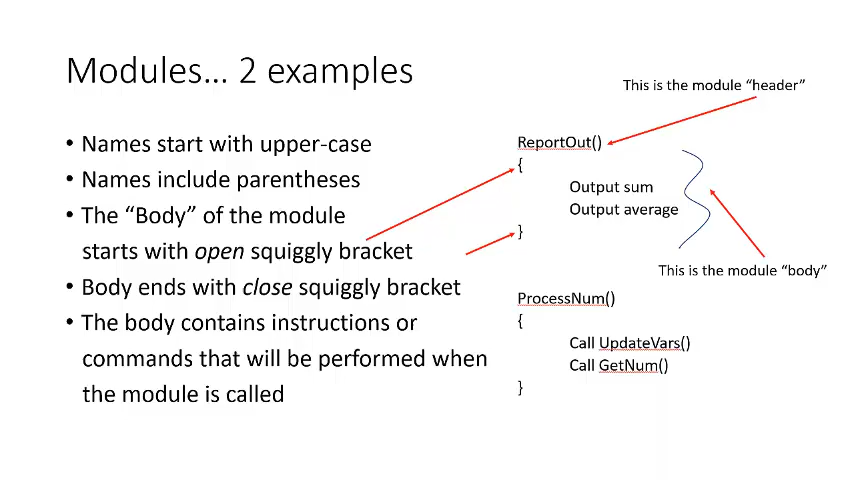 Modules... 2 examples
• Names start with upper-case
• Names include parentheses
• The “Body” of the module
starts with open squiggly bracket
• Body ends with close squiggly bracket
• The body contains instructions or
commands that will be performed when
the module is called
This is the module “header”
ReportOut()
{
Output sum
Output average
}
This is the module “body”
ProcessNum()
{
Call UpdateVars()
Call GetNum()
}